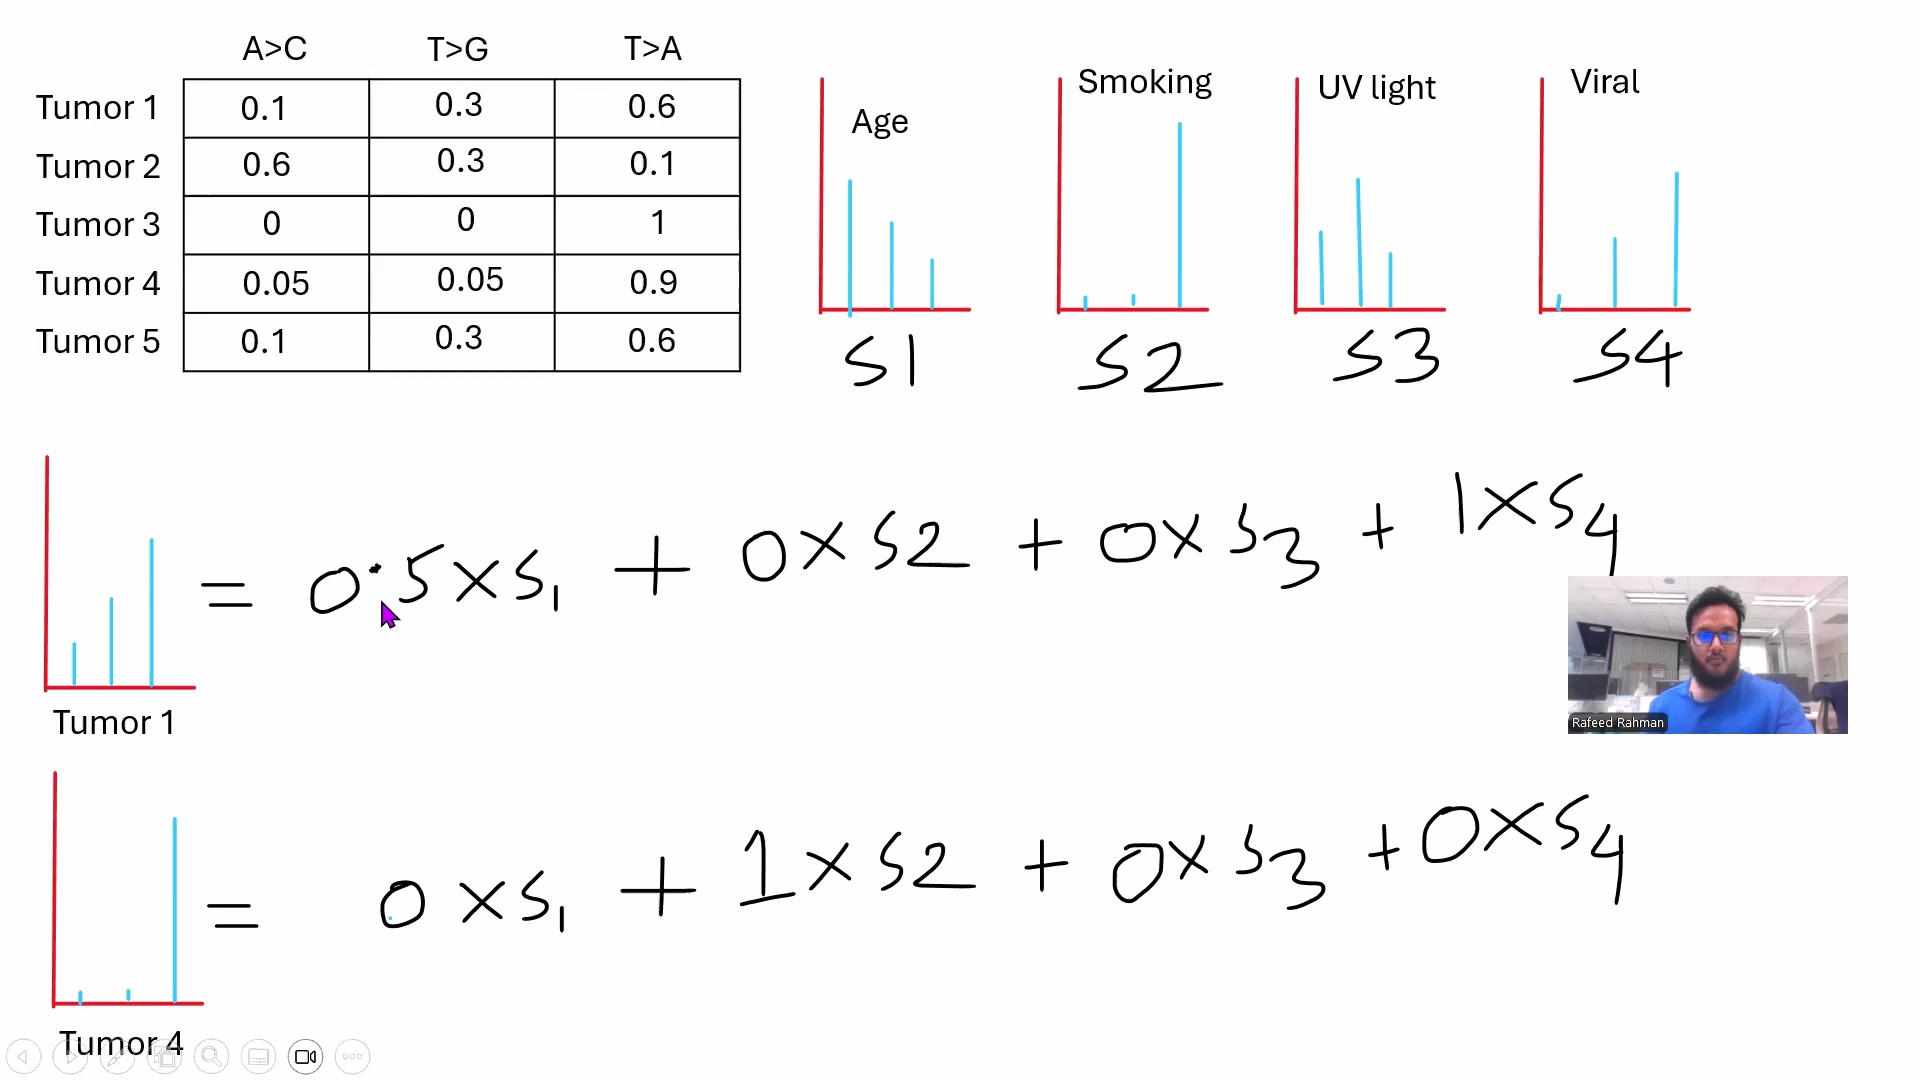 A>C T>G T>A
Tumor 1 0.1 0.3 0.6
Tumor 2 0.6 0.3 0.1
Tumor 3 0 0 1
Tumor 4 0.05 0.05 0.9
Tumor 5 0.1 0.3 0.6
Age Smoking UV light Viral
S1 S2 S3 S4
= 0.5 x S1 + 0 x S2 + 0 x S3 + 1 x S4
Tumor 1
Rafeed Rahman
= 0 x S1 + 1 x S2 + 0 x S3 + 0 x S4
Tumor 4